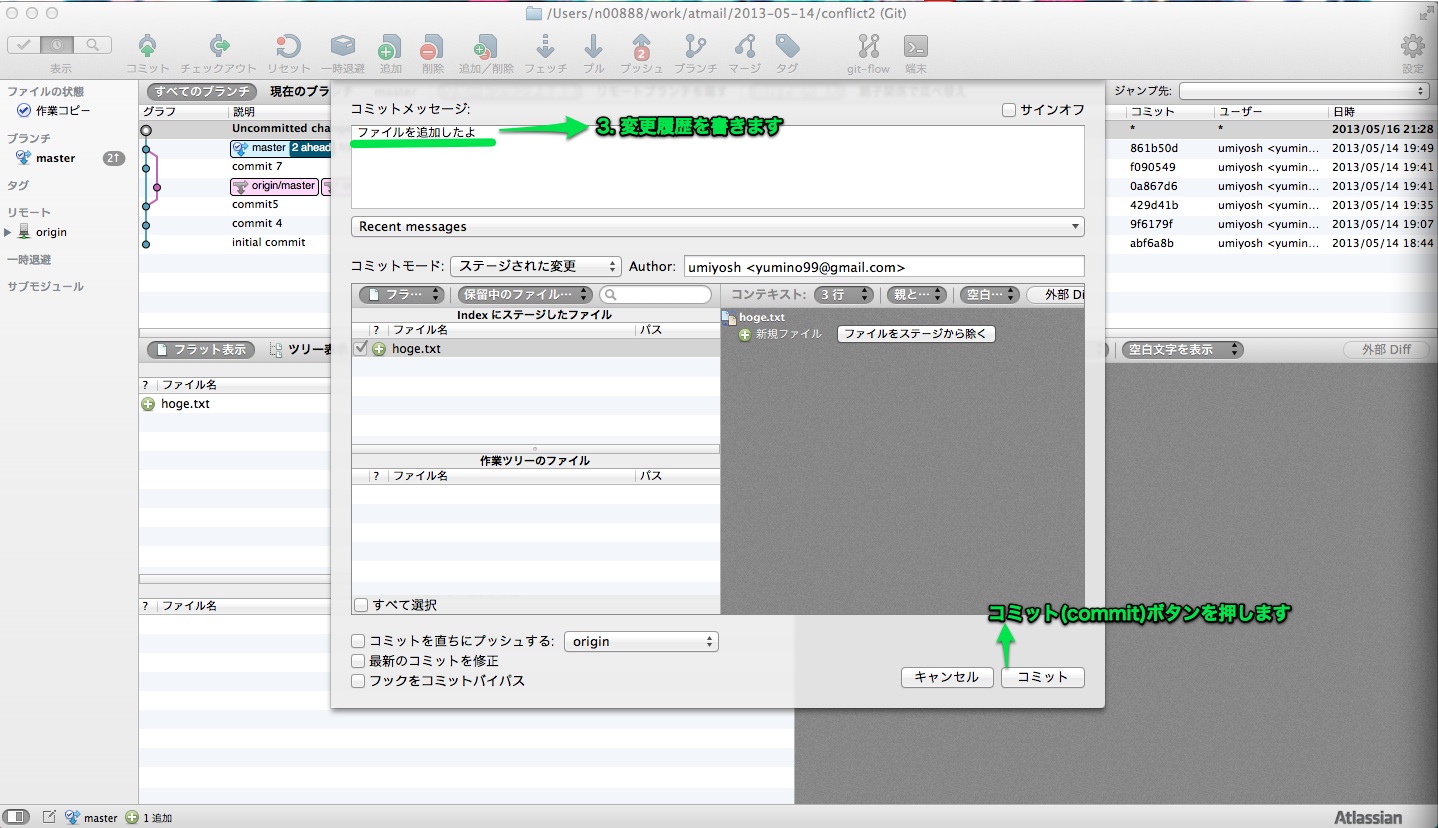 /Users/n00888/work/atmail/2013-05-14/conflict2 (Git)
表示 コミット チェックアウト リセット 一時退避 追加 削除 追加／削除 フェッチ プル プッシュ ブランチ マージ タグ git-flow 端末 設定
2
ファイルの状態
作業コピー
ブランチ
master 2↑
タグ
リモート
origin
一時退避
サブモジュール
すべてのブランチ 現在のブラ
グラフ 説明
Uncommitted cha
master 2 ahead
commit 7
origin/master
commit5
commit 4
initial commit
フラット表示 ツリー表
? ファイル名
hoge.txt
? ファイル名
コミットメッセージ: サインオフ
ファイルを追加したよ
3. 変更履歴を書きます
Recent messages
コミットモード: ステージされた変更 Author: umiyosh <yumino99@gmail.com>
フラ… 保留中のファイル… コンテキスト: 3 行 親と… 空白… 外部 Di
Index にステージしたファイル
? ファイル名 パス
hoge.txt
作業ツリーのファイル
? ファイル名 パス
すべて選択
hoge.txt
新規ファイル ファイルをステージから除く
コミット(commit)ボタンを押します
コミットを直ちにプッシュする: origin
最新のコミットを修正
フックをコミットバイパス
キャンセル コミット
ジャンプ先:
コミット ユーザー 日時
* * 2013/05/16 21:28
861b50d umiyosh <yumin… 2013/05/14 19:49
f090549 umiyosh <yumin… 2013/05/14 19:41
0a867d6 umiyosh <yumin… 2013/05/14 19:41
429d41b umiyosh <yumin… 2013/05/14 19:35
9f6179f umiyosh <yumin… 2013/05/14 19:07
abf6a8b umiyosh <yumin… 2013/05/14 18:44
空白文字を表示 外部 Diff
master 1 追加
Atlassian